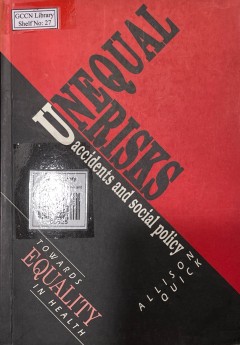 GCCN Library
Shelf No: 27
UNEQUAL
RISKS
accidents and social policy
TOWARDS
EQUALITY
IN HEALTH
ALLISON
QUICK